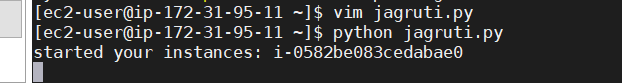 [ec2-user@ip-172-31-95-11 ~]$ vim jagruti.py
[ec2-user@ip-172-31-95-11 ~]$ python jagruti.py
started your instances: i-0582be083cedabae0